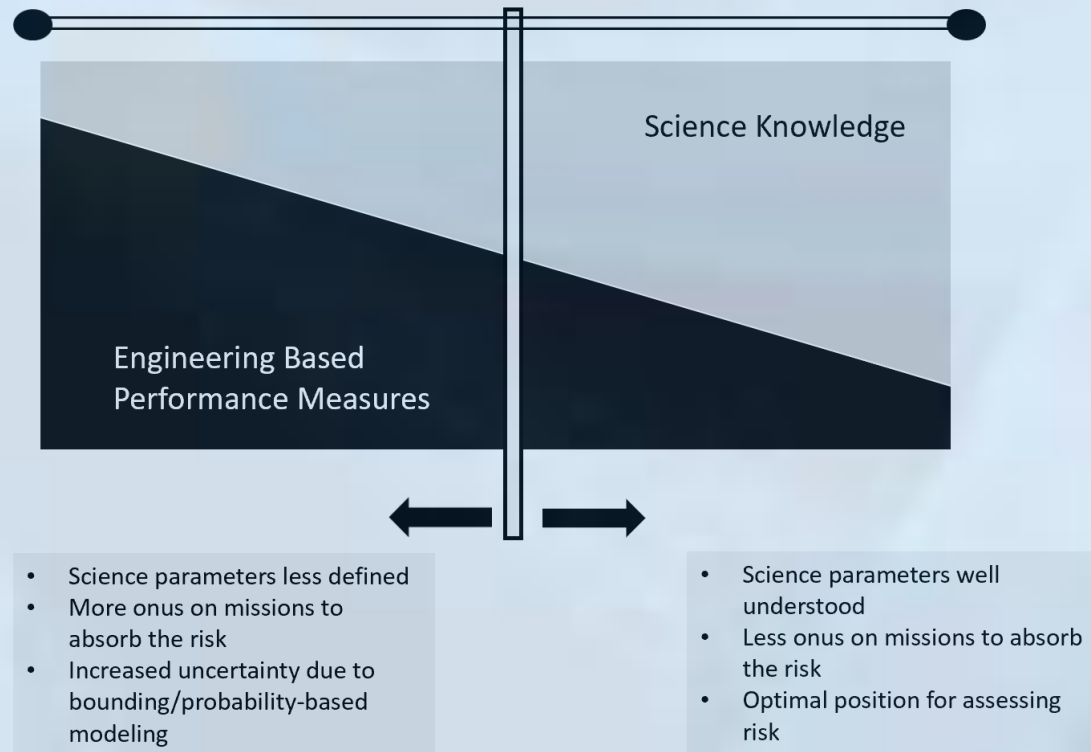 Science Knowledge
Engineering Based
Performance Measures
• Science parameters less defined
• More onus on missions to
absorb the risk
• Increased uncertainty due to
bounding/probability-based
modeling
• Science parameters well
understood
• Less onus on missions to absorb
the risk
• Optimal position for assessing
risk